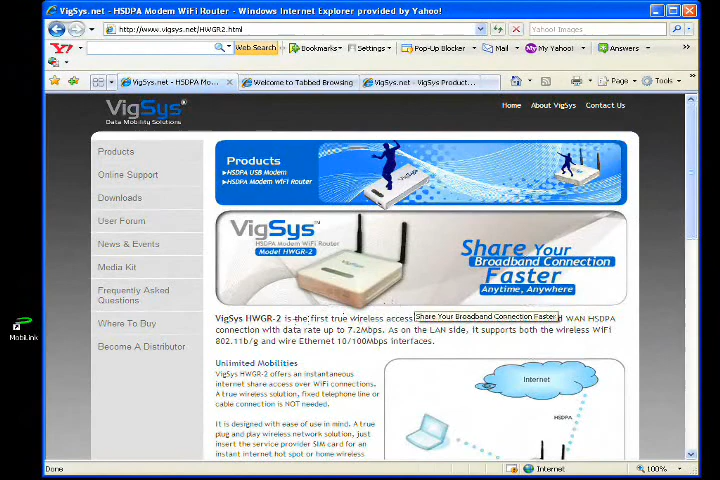 VigSys.net - HSDPA Modem WiFi Router - Windows Internet Explorer provided by Yahoo!
http://www.vigsys.net/HWGR2.html
Yahoo! Images
Web Search
Bookmarks
Settings
Pop-Up Blocker
Mail
My Yahoo!
Answers
VigSys.net - HSDPA Mo...
Welcome to Tabbed Browsing
VigSys.net - VigSys Product...
Page
Tools
VigSys
Data Mobility Solutions
Home
About VigSys
Contact Us
Products
Online Support
Downloads
User Forum
News & Events
Media Kit
Frequently Asked
Questions
Where To Buy
Become A Distributor
Products
HSDPA USB Modem
HSDPA Modem WiFi Router
VigSys™
HSDPA Modem WiFi Router
Model HWGR-2
Share Your
Broadband Connection
Faster
Anytime, Anywhere
VigSys HWGR-2 is the first true wireless access
Share Your Broadband Connection Faster
WAN HSDPA
connection with data rate up to 7.2Mbps. As on the LAN side, it supports both the wireless WiFi
802.11b/g and wire Ethernet 10/100Mbps interfaces.
Unlimited Mobilities
VigSys HWGR-2 offers an instantaneous
internet share access over WiFi connections.
A true wireless solution, fixed telephone line or
cable connection is NOT needed.
It is designed with ease of use in mind. A true
plug and play wireless network solution, just
insert the service provider SIM card for an
instant internet hot spot or home wireless
Internet
HSDPA
MobiLink
Done
Internet
100%